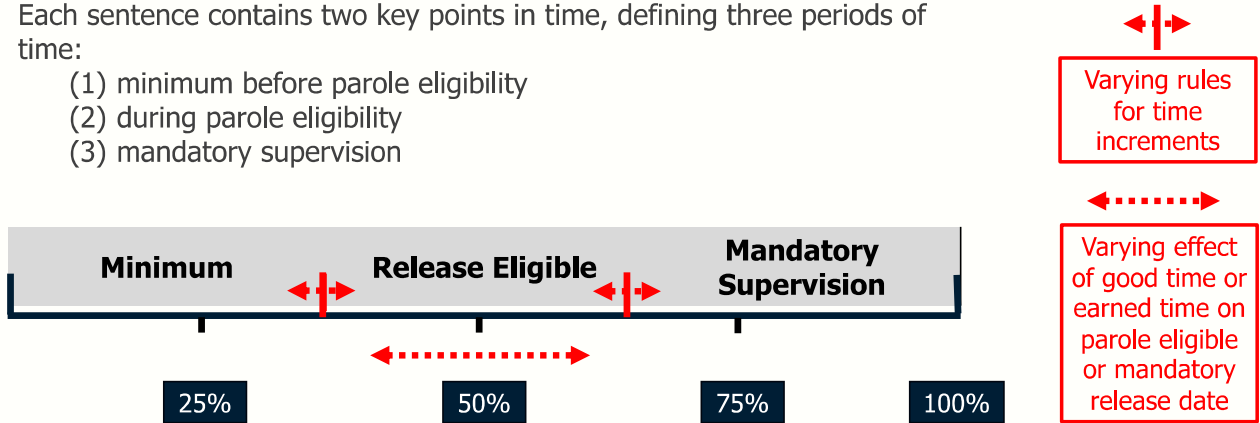 Each sentence contains two key points in time, defining three periods of
time:
(1) minimum before parole eligibility
(2) during parole eligibility
(3) mandatory supervision
Varying rules
for time
increments
Minimum
Release Eligible
Mandatory
Supervision
Varying effect
of good time or
earned time on
parole eligible
or mandatory
release date
25%
50%
75%
100%